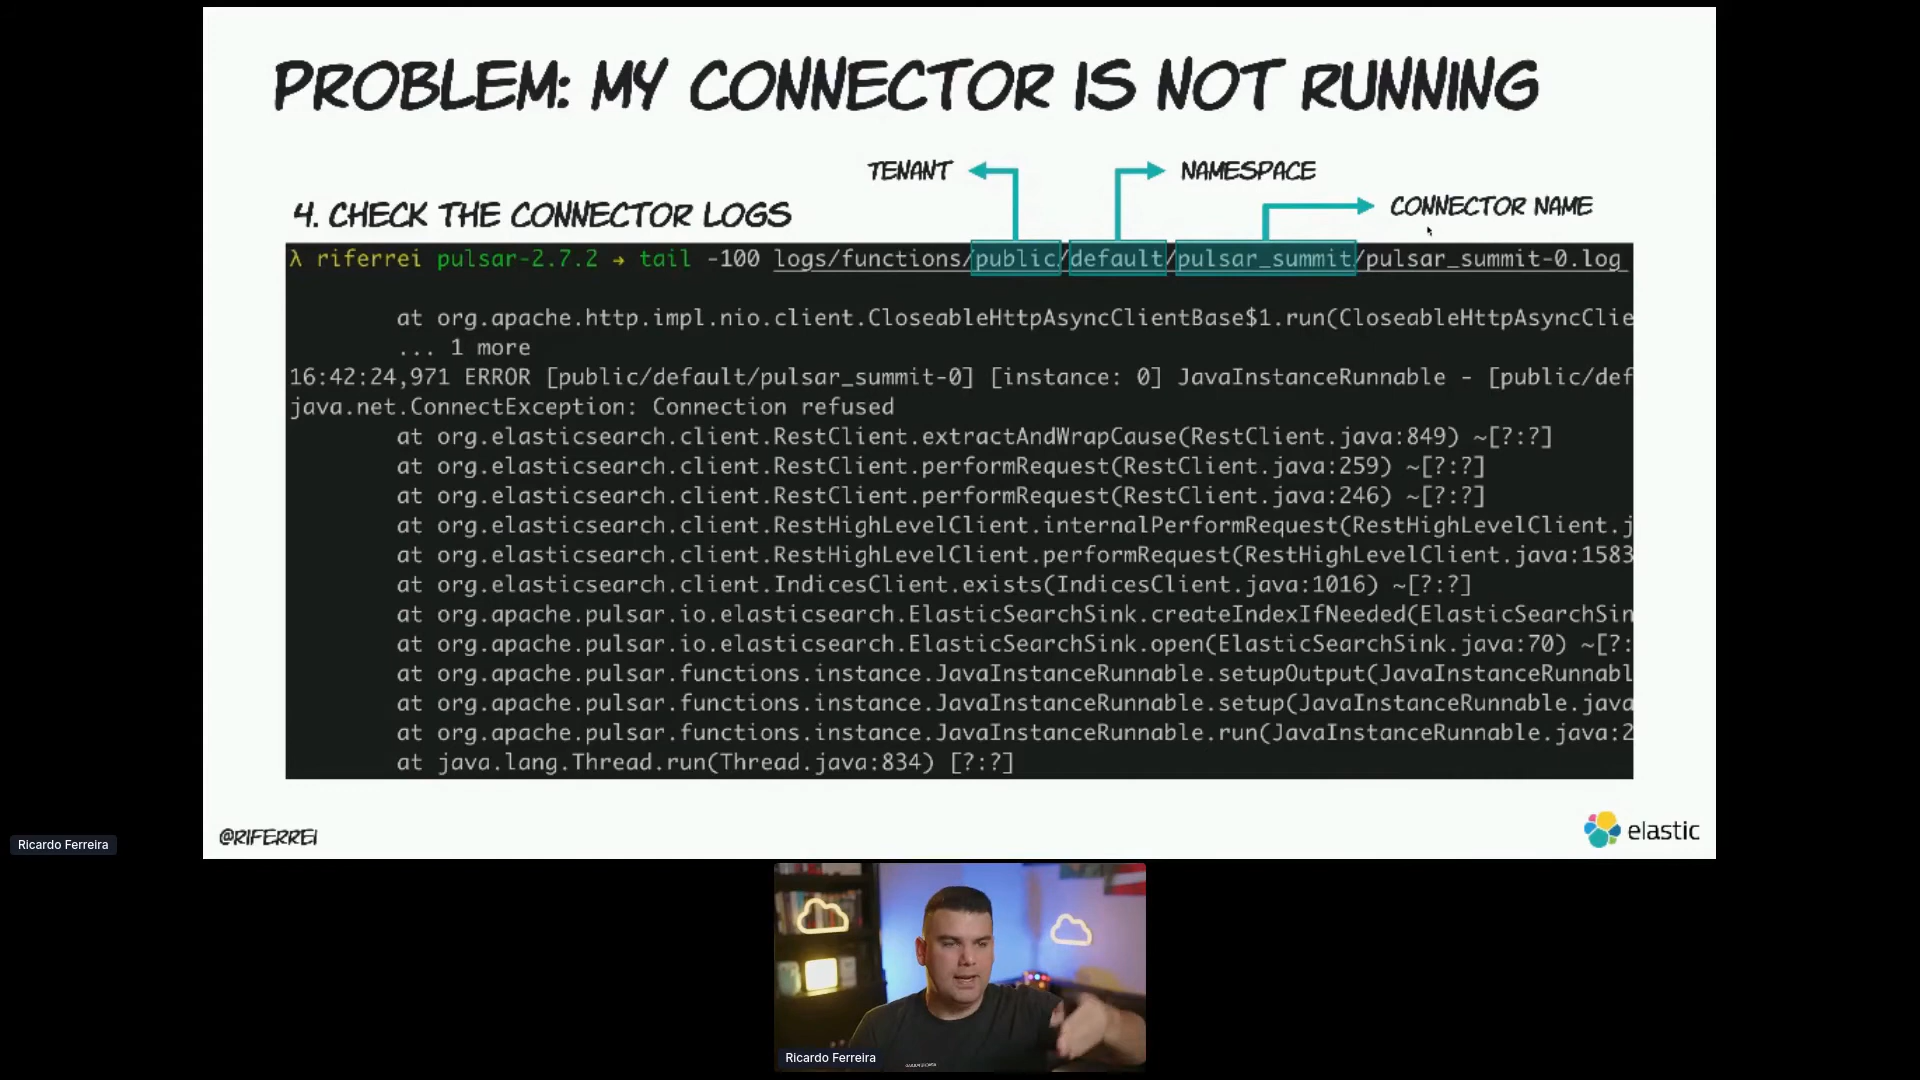 PROBLEM: MY CONNECTOR IS NOT RUNNING
TENANT
NAMESPACE
CONNECTOR NAME
4. CHECK THE CONNECTOR LOGS
λ riferrei pulsar-2.7.2 → tail -100 logs/functions/public/default/pulsar_summit/pulsar_summit-0.log
at org.apache.http.impl.nio.client.CloseableHttpAsyncClientBase$1.run(CloseableHttpAsyncClie
... 1 more
16:42:24,971 ERROR [public/default/pulsar_summit-0] [instance: 0] JavaInstanceRunnable - [public/def
java.net.ConnectException: Connection refused
at org.elasticsearch.client.RestClient.extractAndWrapCause(RestClient.java:849) ~[?:?]
at org.elasticsearch.client.RestClient.performRequest(RestClient.java:259) ~[?:?]
at org.elasticsearch.client.RestClient.performRequest(RestClient.java:246) ~[?:?]
at org.elasticsearch.client.RestHighLevelClient.internalPerformRequest(RestHighLevelClient.j
at org.elasticsearch.client.RestHighLevelClient.performRequest(RestHighLevelClient.java:1583
at org.elasticsearch.client.IndicesClient.exists(IndicesClient.java:1016) ~[?:?]
at org.apache.pulsar.io.elasticsearch.ElasticSearchSink.createIndexIfNeeded(ElasticSearchSin
at org.apache.pulsar.io.elasticsearch.ElasticSearchSink.open(ElasticSearchSink.java:70) ~[?:
at org.apache.pulsar.functions.instance.JavaInstanceRunnable.setupOutput(JavaInstanceRunnabl
at org.apache.pulsar.functions.instance.JavaInstanceRunnable.setup(JavaInstanceRunnable.java
at org.apache.pulsar.functions.instance.JavaInstanceRunnable.run(JavaInstanceRunnable.java:2
at java.lang.Thread.run(Thread.java:834) [?:?]
@RIFERREI
elastic
Ricardo Ferreira
Ricardo Ferreira